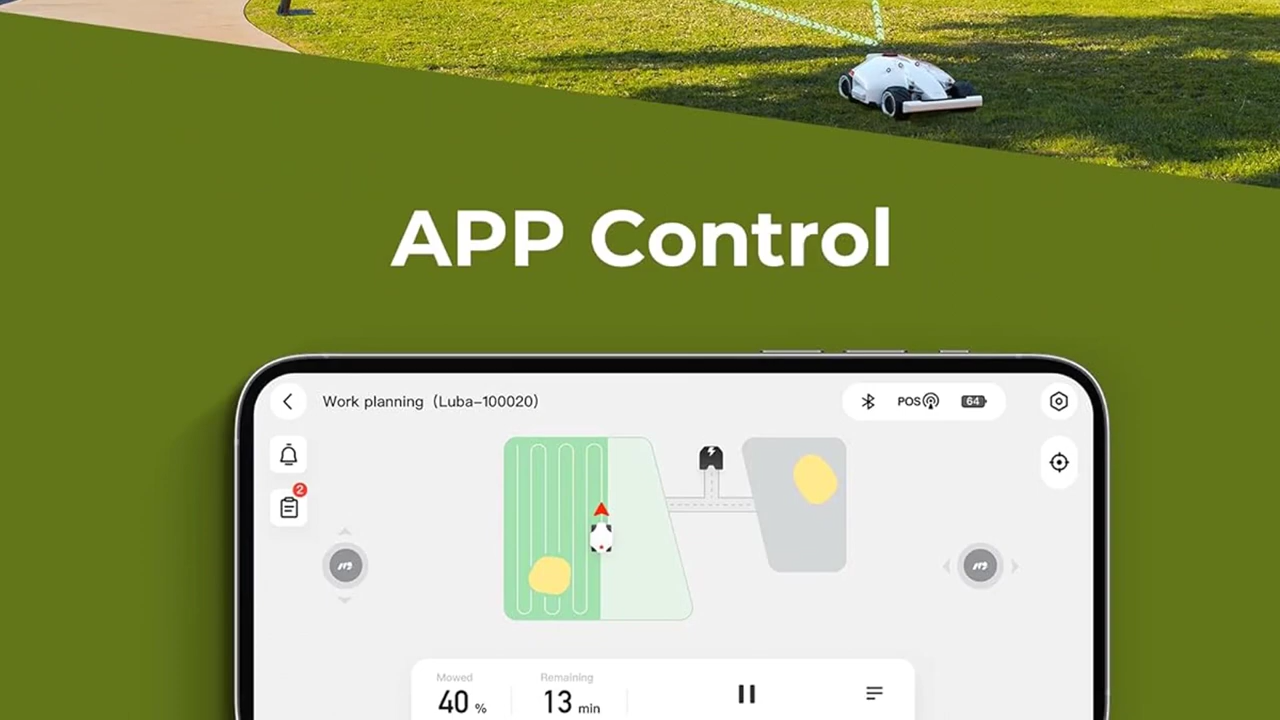 APP Control
Work planning (Luba-100020)
POS
64
2
Mowed
Remaining
40 %
13 min